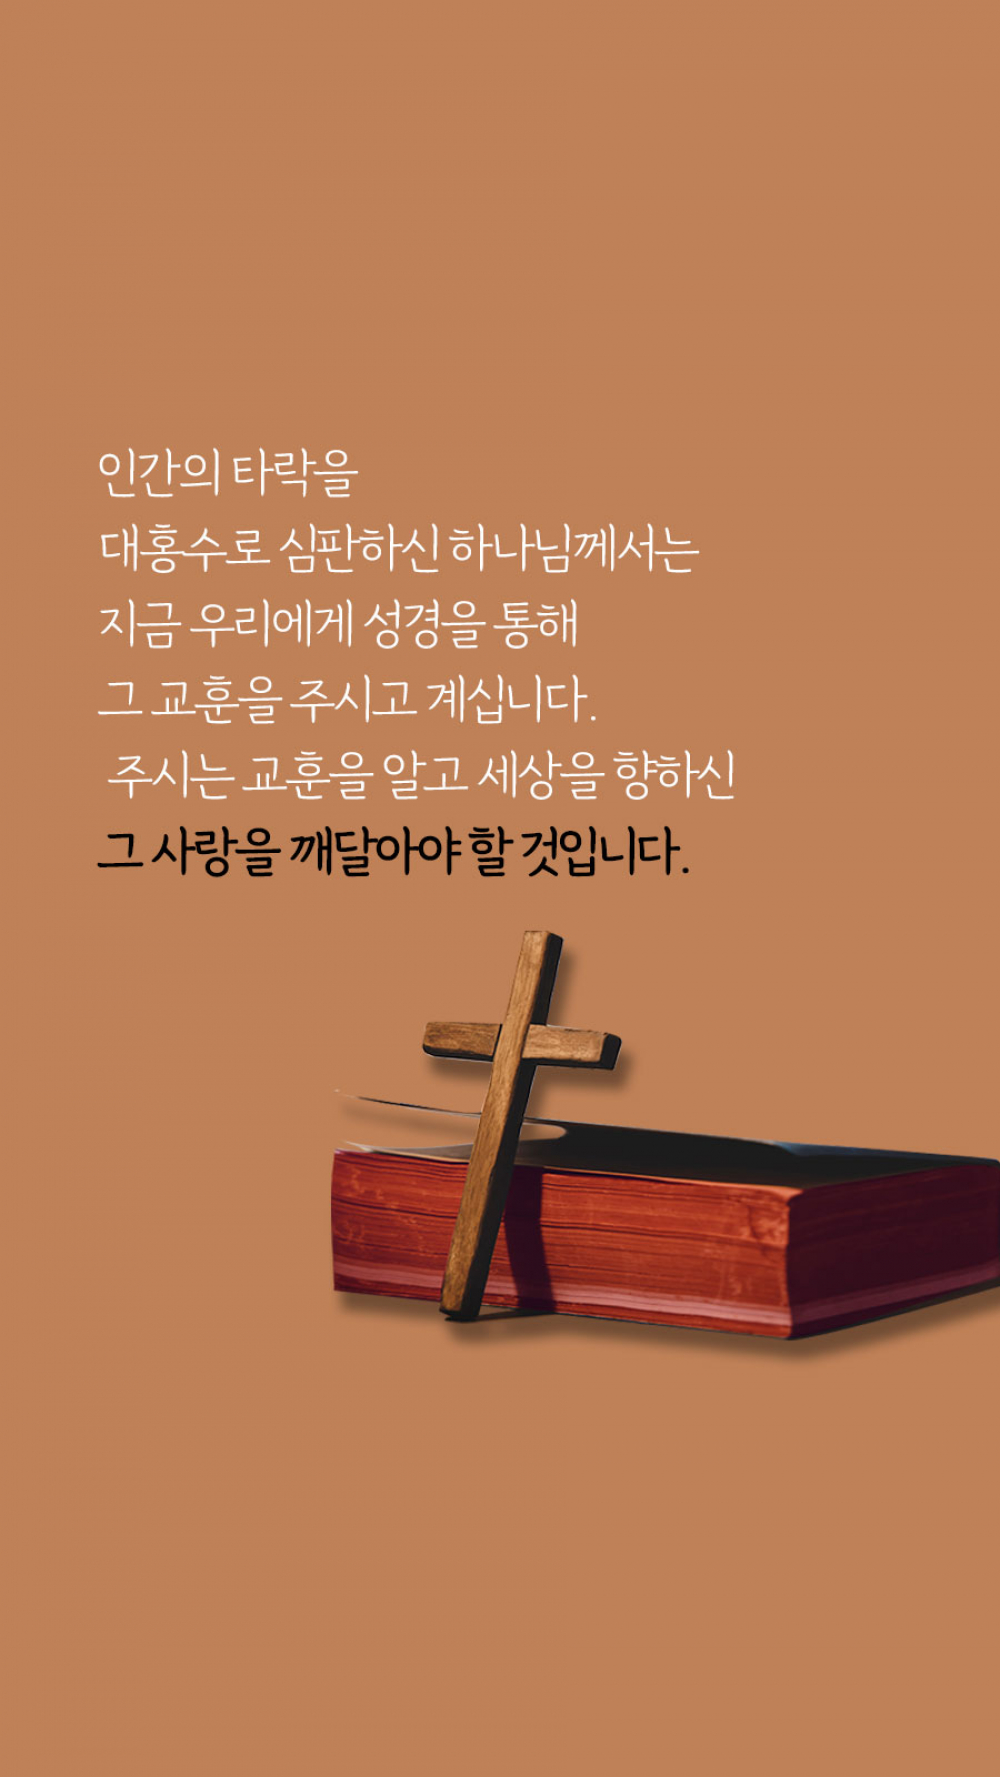 인간의 타락을
대홍수로 심판하신 하나님께서는
지금 우리에게 성경을 통해
그 교훈을 주시고 계십니다.
주시는 교훈을 알고 세상을 향하신
그 사랑을 깨달아야 할 것입니다.